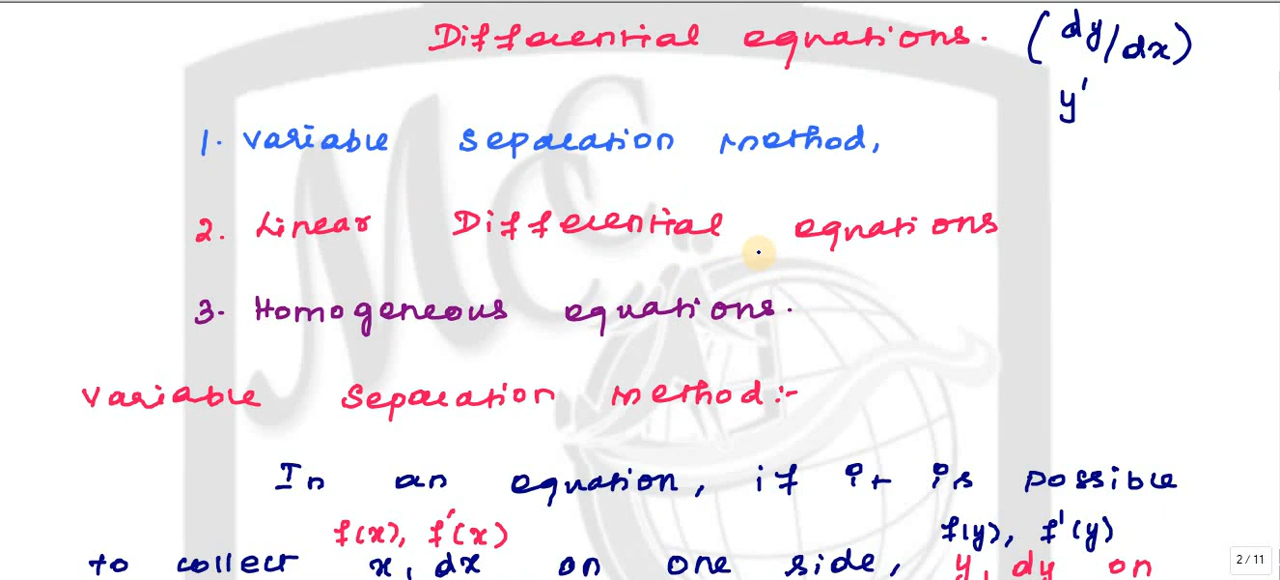 Differential equations. (dy/dx)
y'
1. Variable separation method,
2. Linear Differential equations
3. Homogeneous equations.
Variable separation method:-
In an equation, if it is possible
f(x), f'(x) f(y), f'(y)
to collect x, dx on one side, y, dy on
MCC
2 / 11